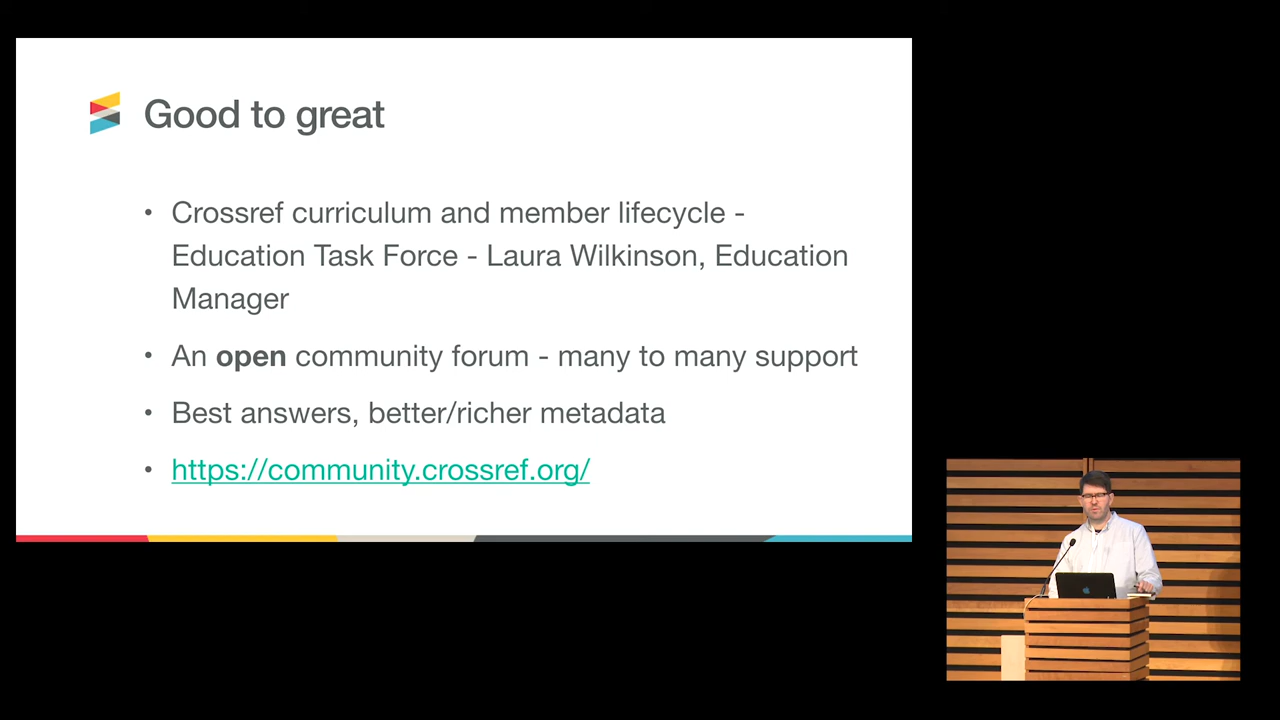 Good to great
• Crossref curriculum and member lifecycle -
Education Task Force - Laura Wilkinson, Education
Manager
• An open community forum - many to many support
• Best answers, better/richer metadata
• https://community.crossref.org/